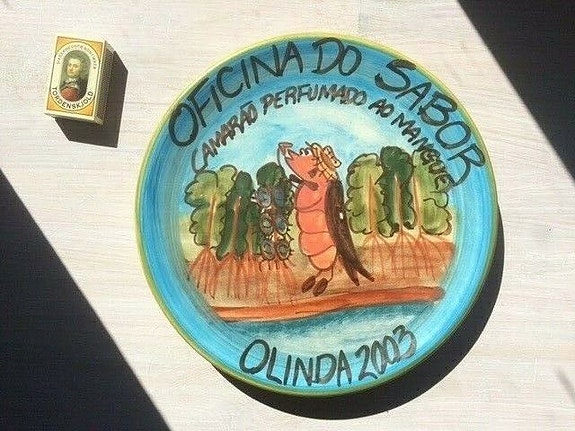 TORDENSKJOLD
OFICINA DO SABOR
CAMARÃO PERFUMADO AO MANGUE
OLINDA 2003